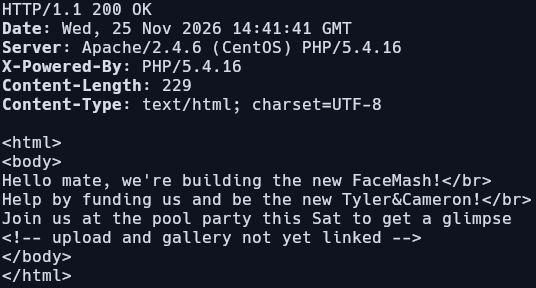 HTTP/1.1 200 OK
Date: Wed, 25 Nov 2026 14:41:41 GMT
Server: Apache/2.4.6 (CentOS) PHP/5.4.16
X-Powered-By: PHP/5.4.16
Content-Length: 229
Content-Type: text/html; charset=UTF-8

<html>
<body>
Hello mate, we're building the new FaceMash!</br>
Help by funding us and be the new Tyler&Cameron!</br>
Join us at the pool party this Sat to get a glimpse
<!-- upload and gallery not yet linked -->
</body>
</html>